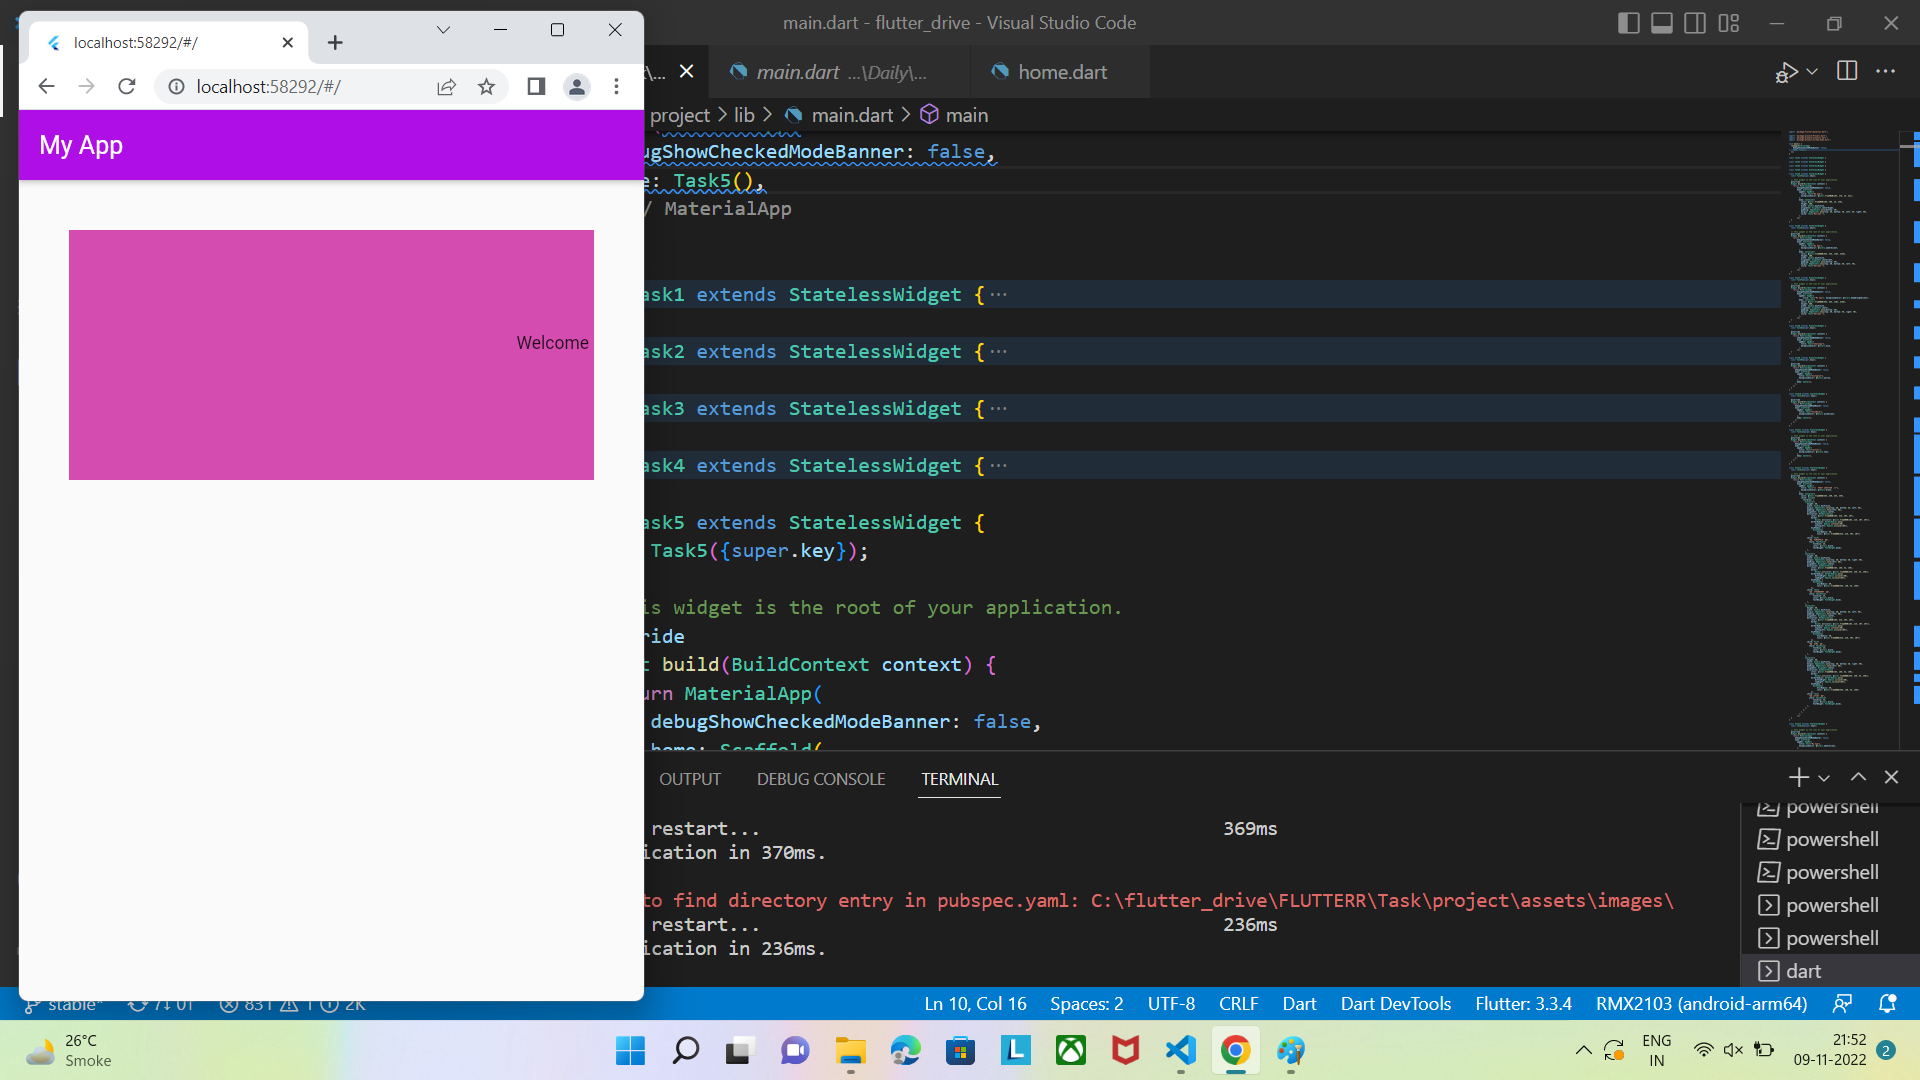 main.dart - flutter_drive - Visual Studio Code
localhost:58292/#/
localhost:58292/#/
My App
Welcome
main.dart ...\Daily\...
home.dart
project > lib > main.dart > main
ugShowCheckedModeBanner: false,
e: Task5(),
/ MaterialApp
ask1 extends StatelessWidget {...
ask2 extends StatelessWidget {...
ask3 extends StatelessWidget {...
ask4 extends StatelessWidget {...
ask5 extends StatelessWidget {
Task5({super.key});
is widget is the root of your application.
ride
t build(BuildContext context) {
urn MaterialApp(
debugShowCheckedModeBanner: false,
home: Scaffold(
OUTPUT
DEBUG CONSOLE
TERMINAL
restart... 369ms
ication in 370ms.
to find directory entry in pubspec.yaml: C:\flutter_drive\FLUTTERR\Task\project\assets\images\
restart... 236ms
ication in 236ms.
powershell
powershell
powershell
powershell
powershell
dart
stable* 7↓ 0↑ 831 1 2K
Ln 10, Col 16 Spaces: 2 UTF-8 CRLF Dart Dart DevTools Flutter: 3.3.4 RMX2103 (android-arm64)
26°C
Smoke
ENG
IN
21:52
09-11-2022
2